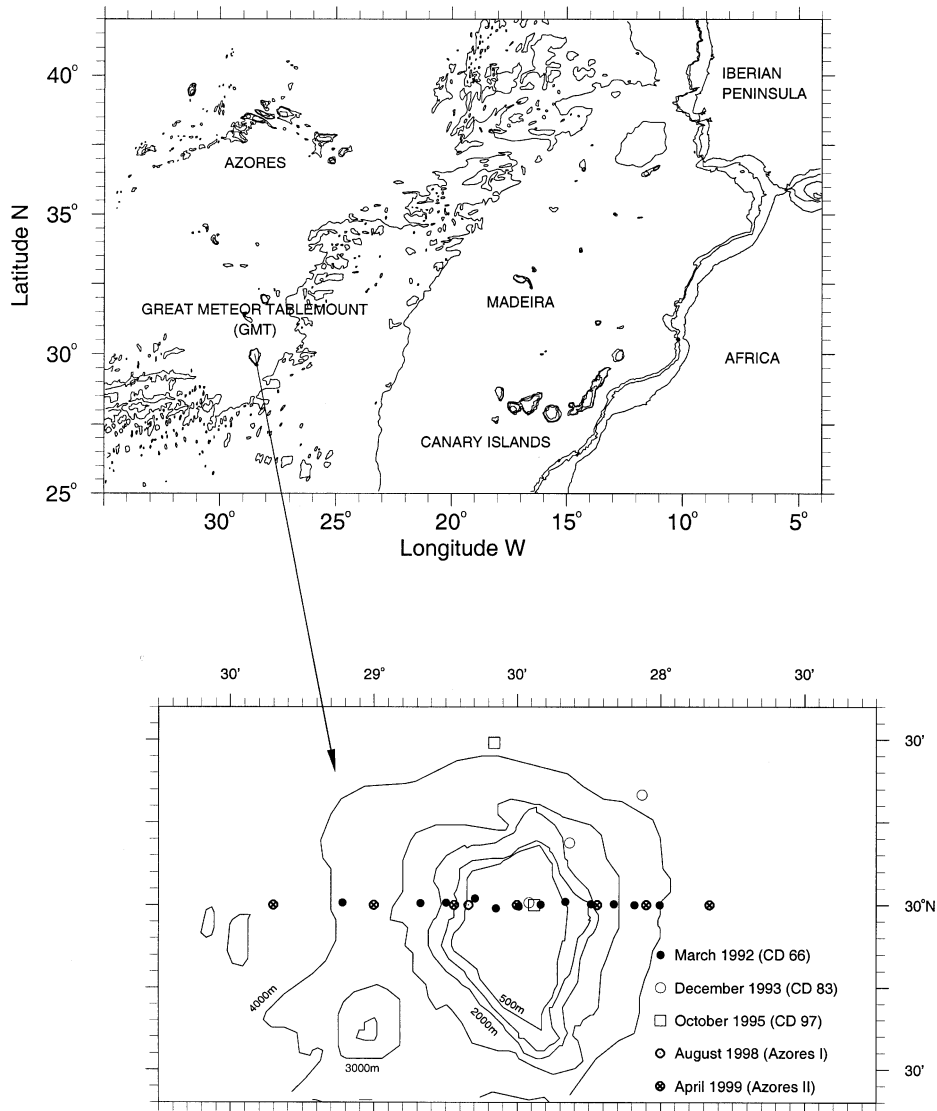 40°
35°
30°
25°
Latitude N
IBERIAN
PENINSULA
AZORES
MADEIRA
GREAT METEOR TABLEMOUNT
(GMT)
AFRICA
CANARY ISLANDS
30° 25° 20° 15° 10° 5°
Longitude W
30' 29° 30' 28° 30'
30'
30°N
30'
4000m
3000m
2000m
500m
March 1992 (CD 66)
December 1993 (CD 83)
October 1995 (CD 97)
August 1998 (Azores I)
April 1999 (Azores II)